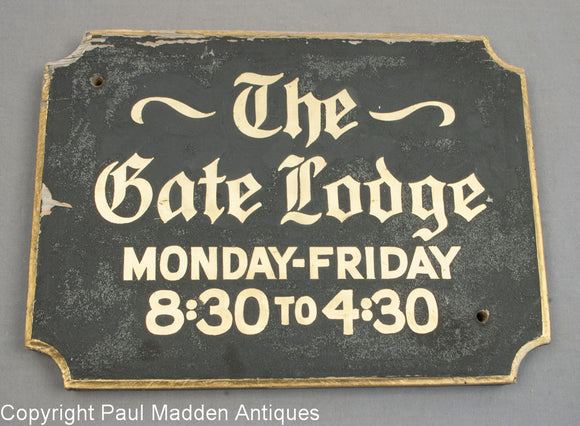 The
Gate Lodge
MONDAY-FRIDAY
8:30 TO 4:30
Copyright Paul Madden Antiques